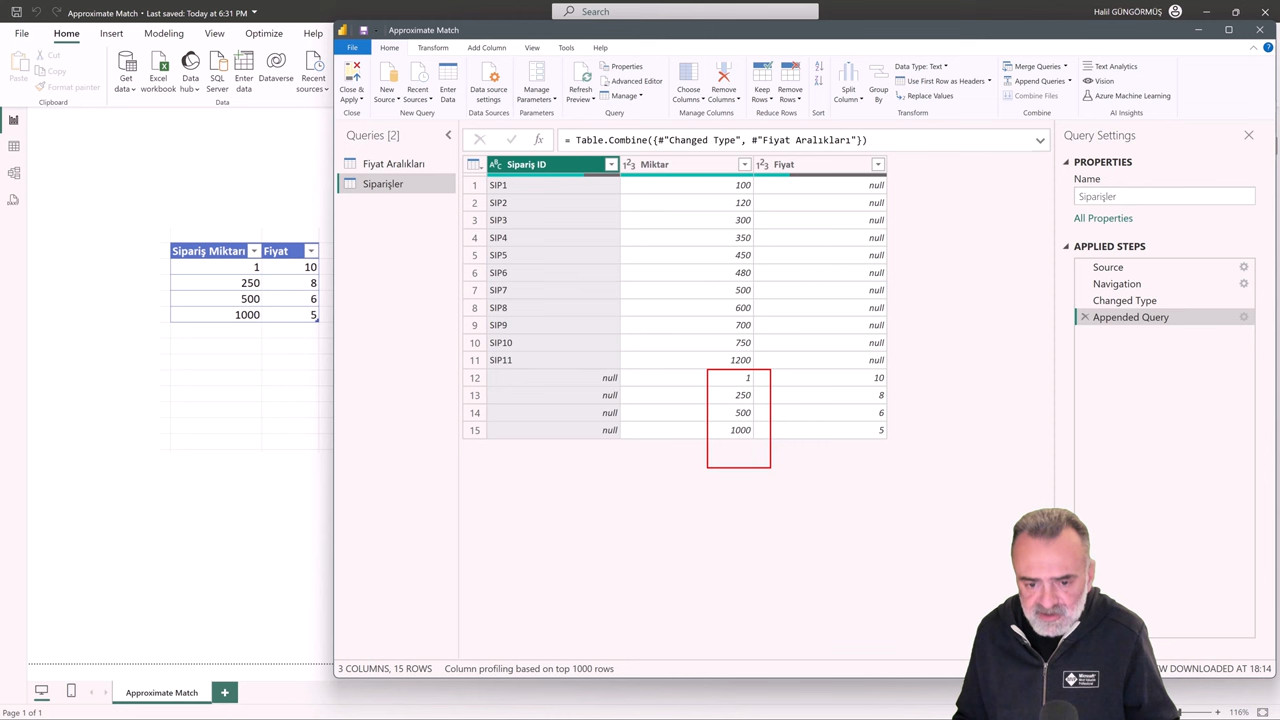 Approximate Match • Last saved: Today at 6:31 PM
Search
Halil GÜNGÖRMÜŞ
File Home Insert Modeling View Optimize Help
Cut
Copy
Format painter
Paste
Clipboard
Get data
Excel workbook
Data hub
SQL Server
Enter data
Dataverse
Recent sources
Data
Approximate Match
File Home Transform Add Column View Tools Help
Close & Apply
Close
New Source
Recent Sources
Enter Data
New Query
Data source settings
Data Sources
Manage Parameters
Parameters
Refresh Preview
Properties
Advanced Editor
Manage
Query
Choose Columns
Remove Columns
Manage Columns
Keep Rows
Remove Rows
Reduce Rows
Sort
Split Column
Group By
Data Type: Text
Use First Row as Headers
Replace Values
Transform
Merge Queries
Append Queries
Combine Files
Combine
Text Analytics
Vision
Azure Machine Learning
AI Insights
Queries [2]
Fiyat Aralıkları
Siparişler
fx
= Table.Combine({#"Changed Type", #"Fiyat Aralıkları"})
Sipariş Miktarı Fiyat
1 10
250 8
500 6
1000 5
ABC Sipariş ID 123 Miktar 123 Fiyat
1 SIP1 100 null
2 SIP2 120 null
3 SIP3 300 null
4 SIP4 350 null
5 SIP5 450 null
6 SIP6 480 null
7 SIP7 500 null
8 SIP8 600 null
9 SIP9 700 null
10 SIP10 750 null
11 SIP11 1200 null
12 null 1 10
13 null 250 8
14 null 500 6
15 null 1000 5
Query Settings
PROPERTIES
Name
Siparişler
All Properties
APPLIED STEPS
Source
Navigation
Changed Type
Appended Query
3 COLUMNS, 15 ROWS Column profiling based on top 1000 rows
DOWNLOADED AT 18:14
Approximate Match
Page 1 of 1
116%